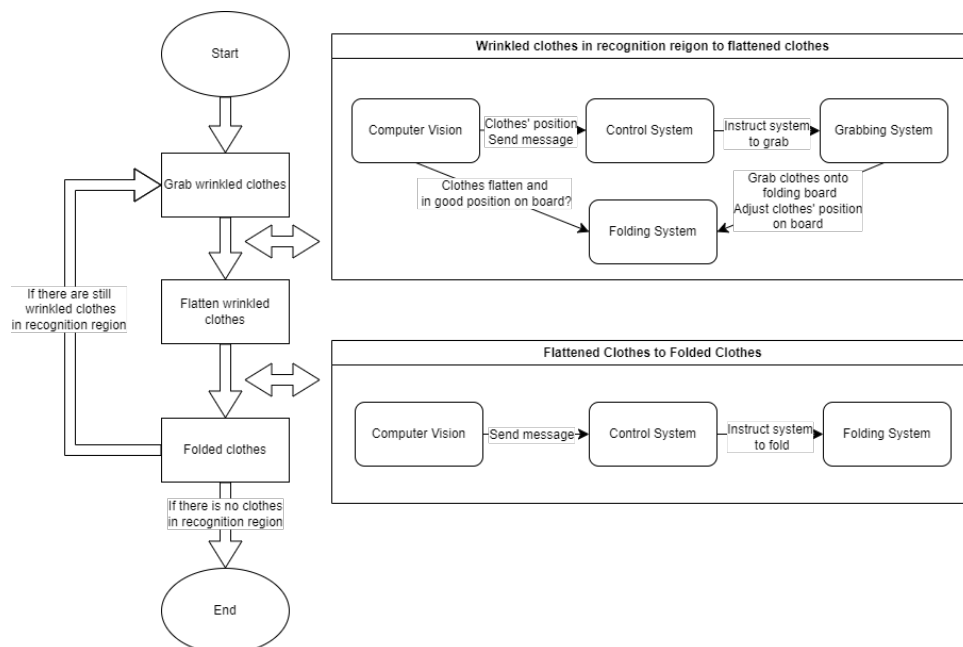 Start
Grab wrinkled clothes
Flatten wrinkled
clothes
Folded clothes
If there are still
wrinkled clothes
in recognition region
If there is no clothes
in recognition region
End
Wrinkled clothes in recognition reigon to flattened clothes
Computer Vision
Clothes' position
Send message
Control System
Instruct system
to grab
Grabbing System
Clothes flatten and
in good position on board?
Grab clothes onto
folding board
Adjust clothes' position
on board
Folding System
Flattened Clothes to Folded Clothes
Computer Vision
Send message
Control System
Instruct system
to fold
Folding System